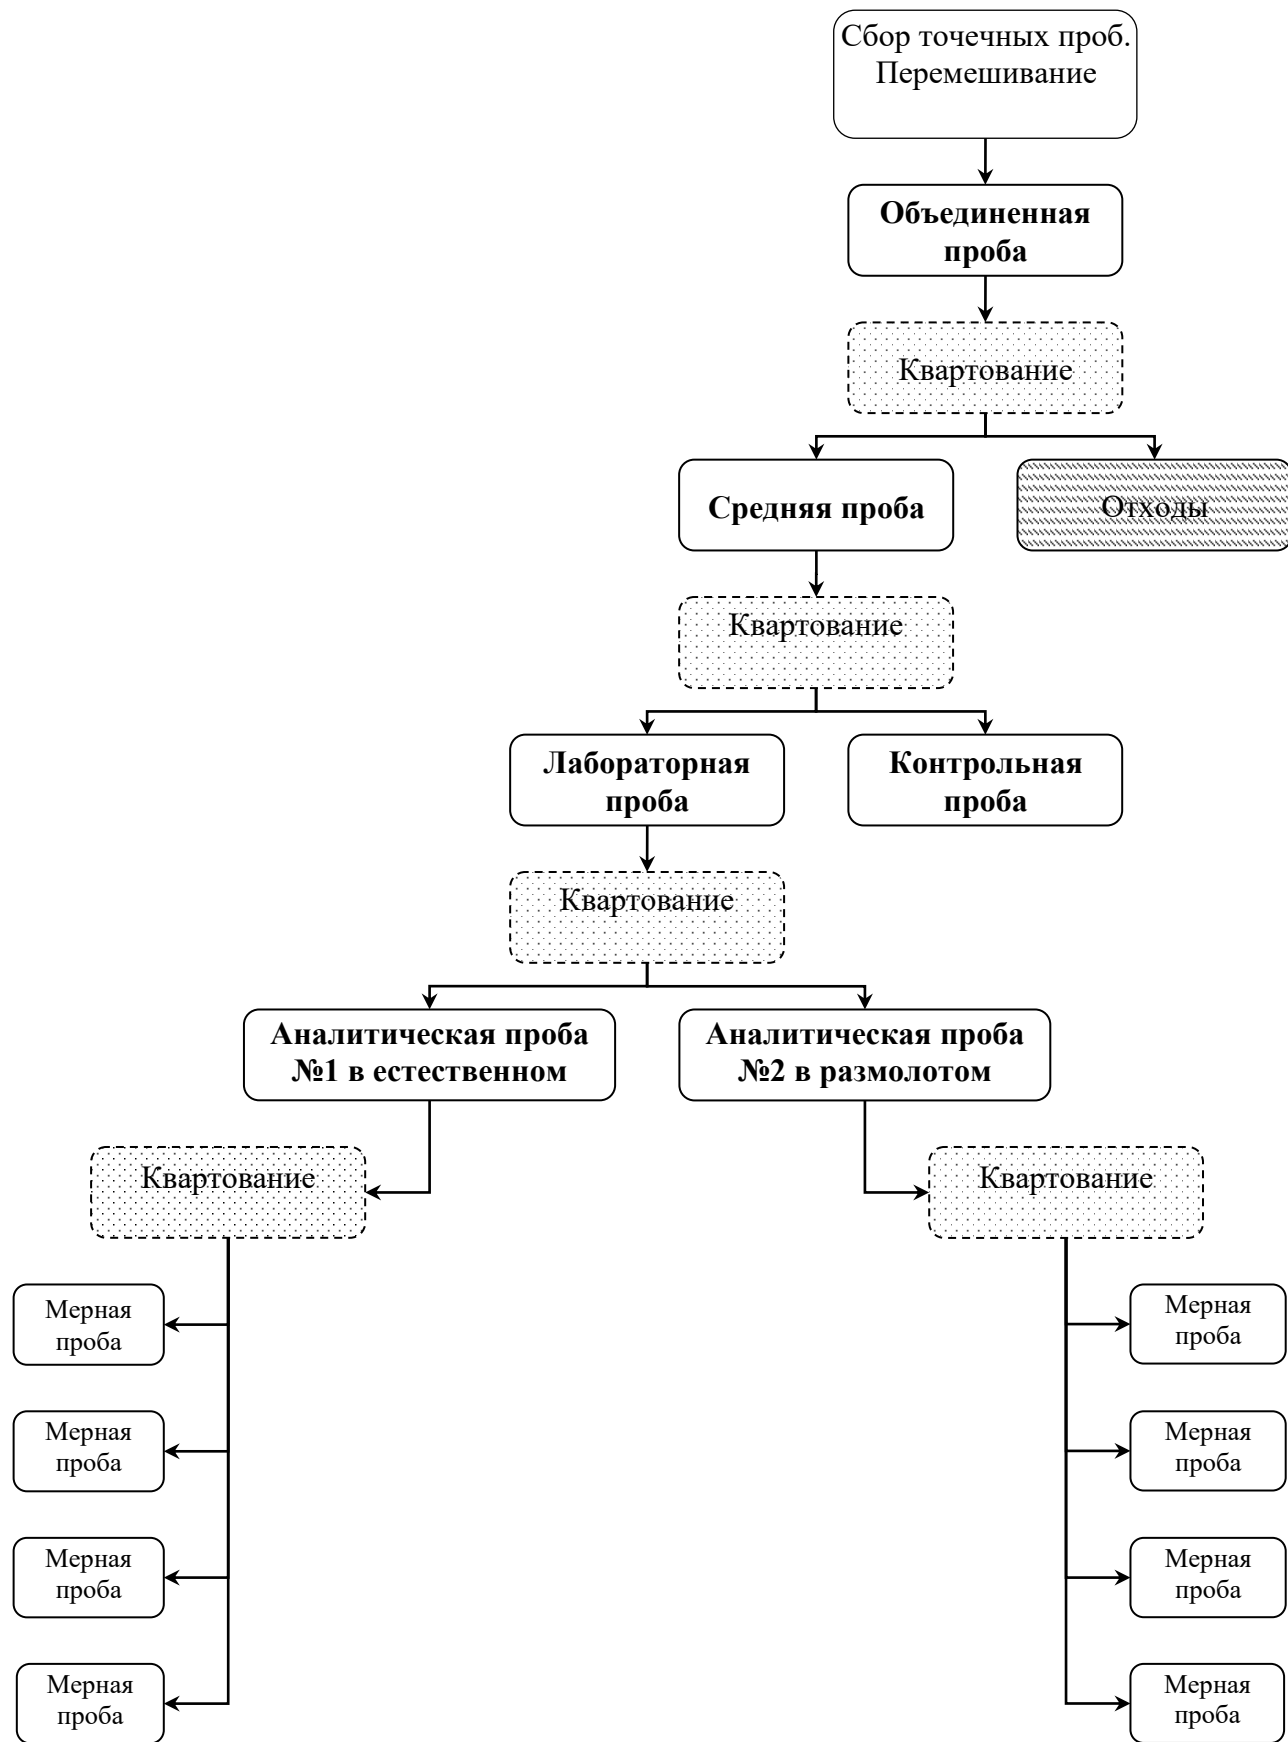 Сбор точечных проб.
Перемешивание
Объединенная
проба
Квартование
Средняя проба
Отходы
Квартование
Лабораторная
проба
Контрольная
проба
Квартование
Аналитическая проба
№1 в естественном
Аналитическая проба
№2 в размолотом
Квартование
Квартование
Мерная
проба
Мерная
проба
Мерная
проба
Мерная
проба
Мерная
проба
Мерная
проба
Мерная
проба
Мерная
проба